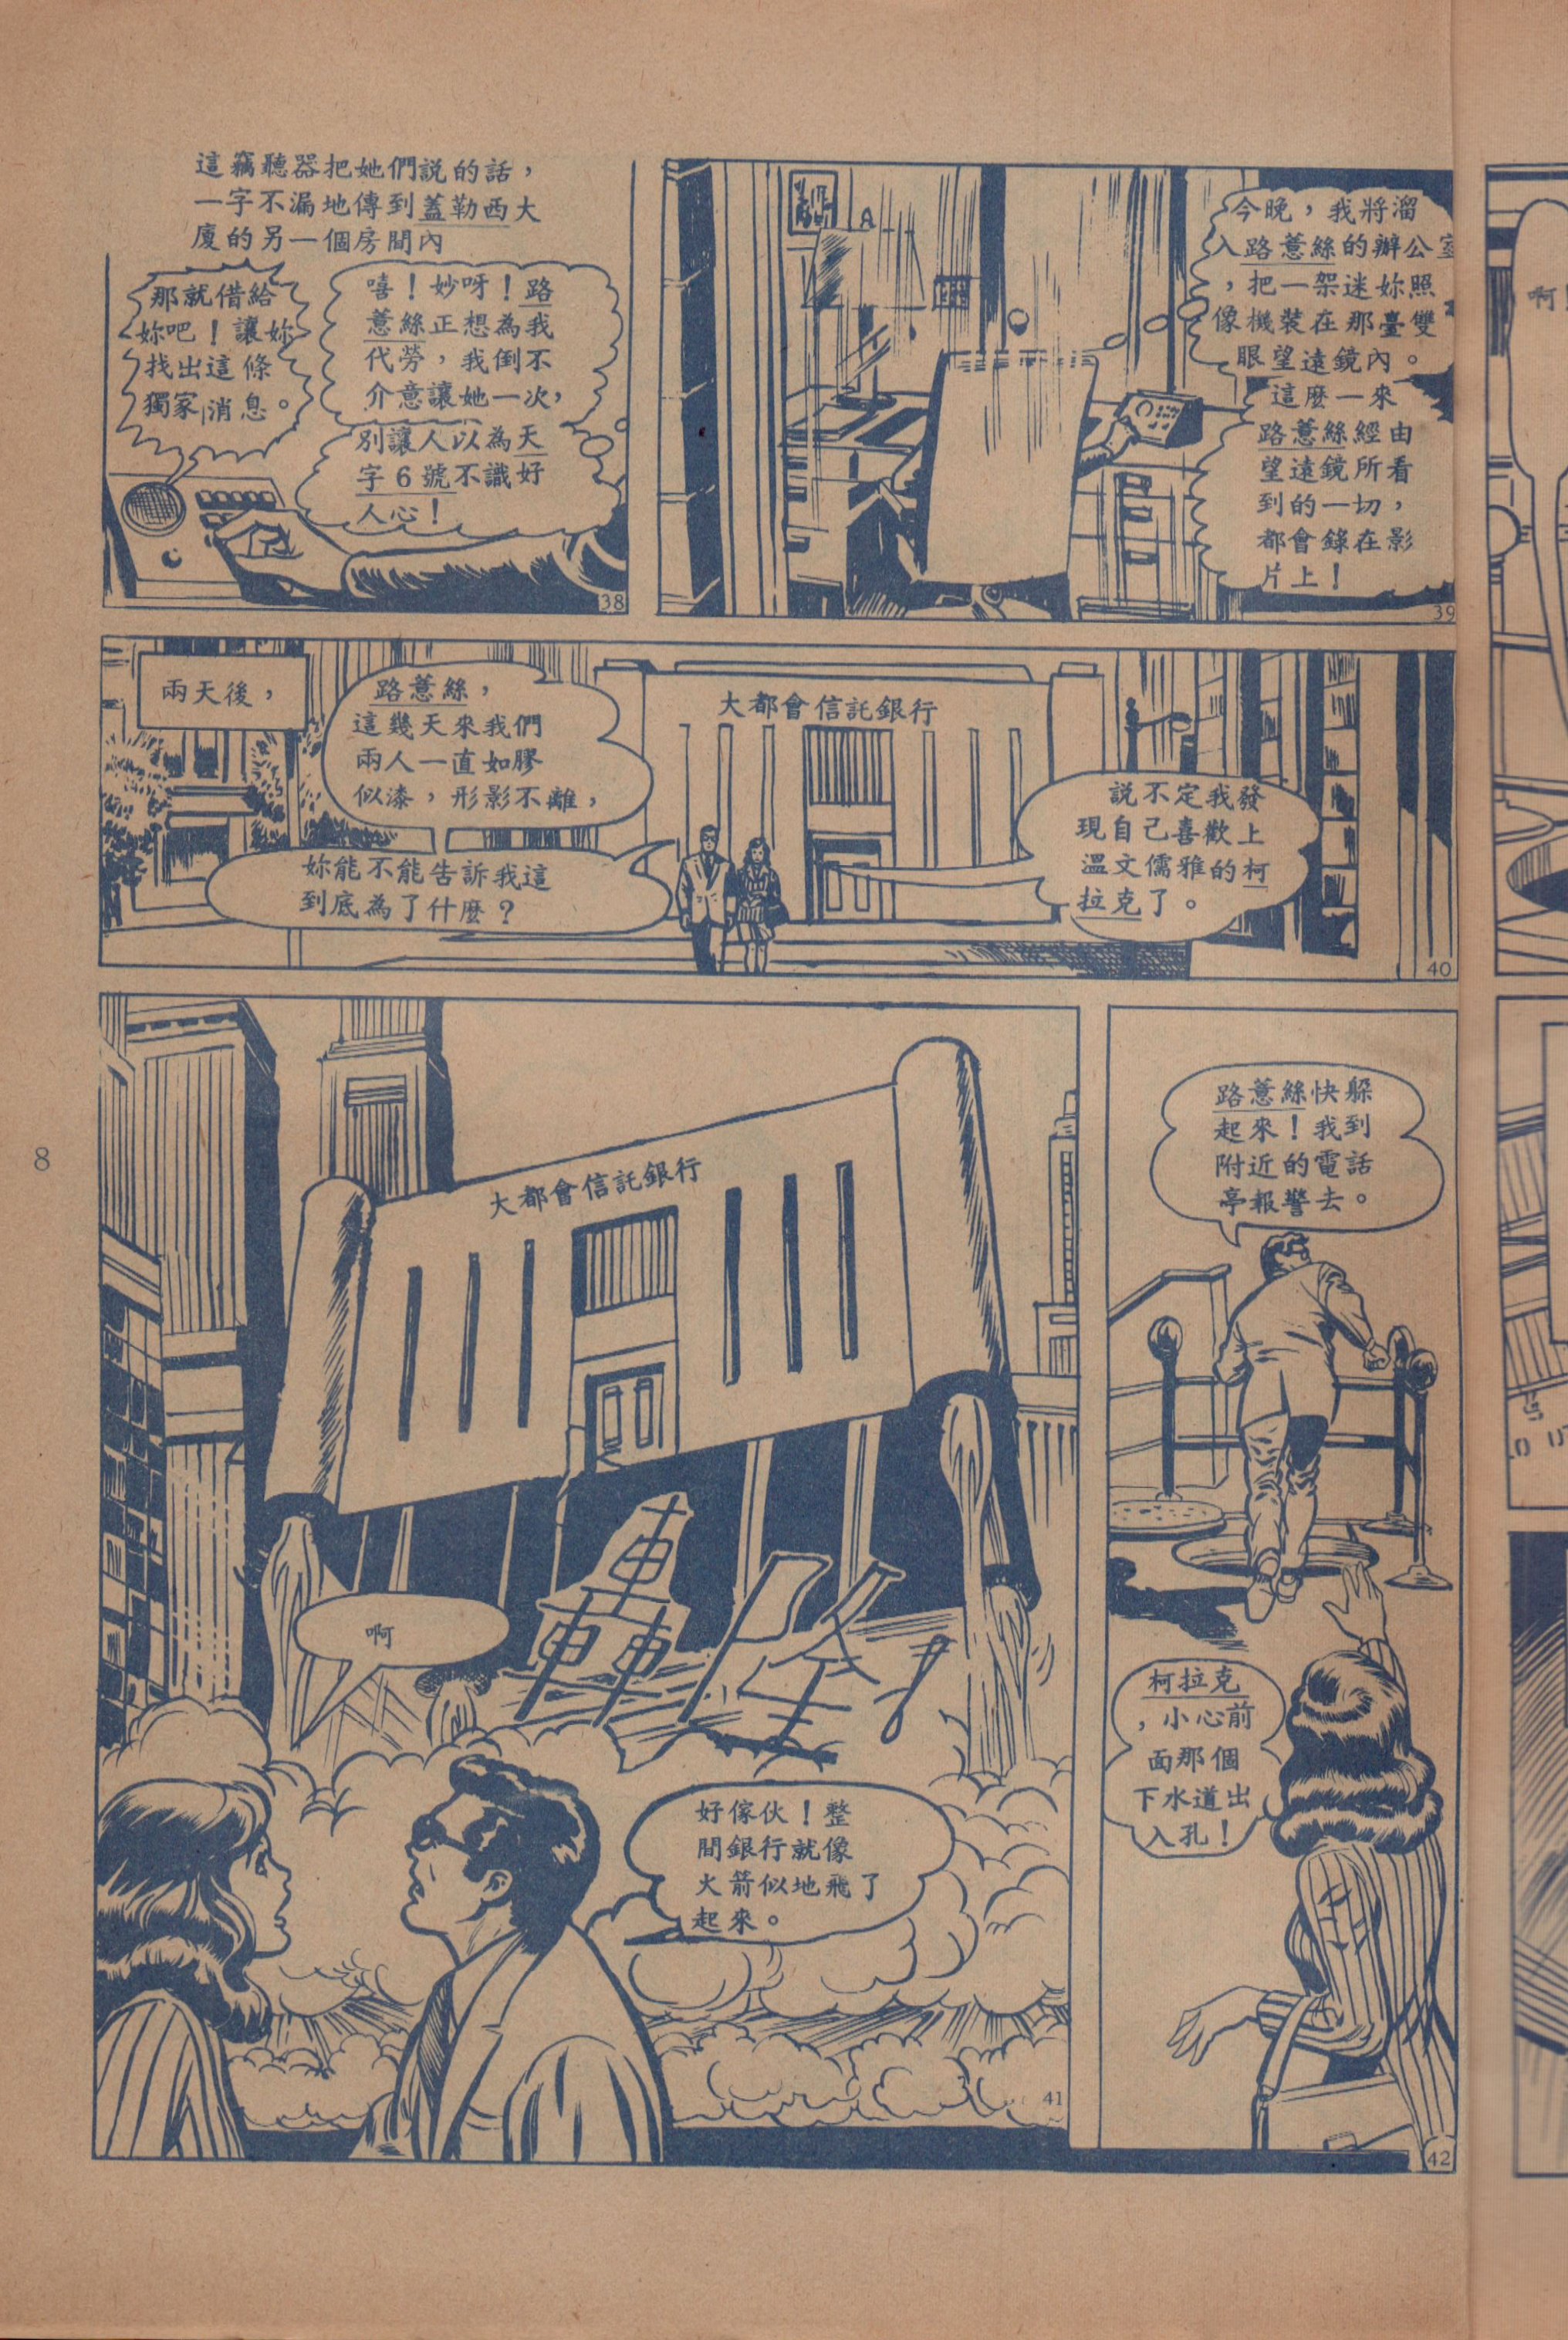 這竊聽器把她們説的話，
一字不漏地傳到蓋勒西大
廈的另一個房間內
那就借給
妳吧！讓妳
找出這條
獨家消息。
嘻！妙呀！路
薏絲正想為我
代勞，我倒不
介意讓她一次，
別讓人以為天
字6號不識好
人心！
38
今晚，我將溜
入路薏絲的辦公室
，把一架迷妳照
像機裝在那臺雙
眼望遠鏡內。
這麼一來
路薏絲經由
望遠鏡所看
到的一切，
都會錄在影
片上！
39
兩天後，
路薏絲，
這幾天來我們
兩人一直如膠
似漆，形影不離，
妳能不能告訴我這
到底為了什麼？
大都會信託銀行
説不定我發
現自己喜歡上
溫文儒雅的柯
拉克了。
40
大都會信託銀行
轟隆
啊
好傢伙！整
間銀行就像
火箭似地飛了
起來。
41
路薏絲快躲
起來！我到
附近的電話
亭報警去。
柯拉克
，小心前
面那個
下水道出
入孔！
42
8
啊